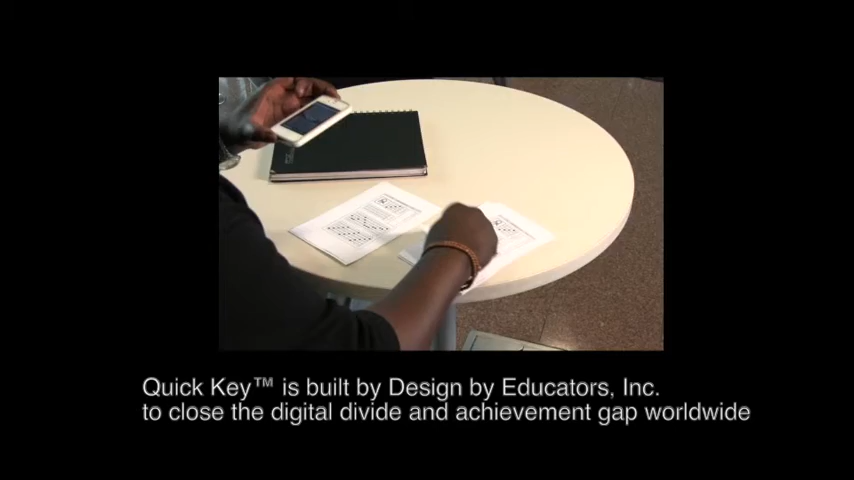 Quick Key™ is built by Design by Educators, Inc.
to close the digital divide and achievement gap worldwide